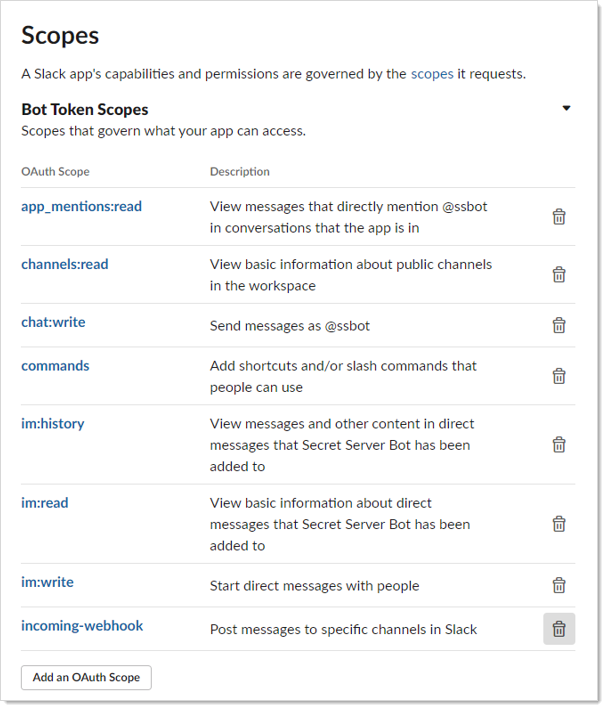 Scopes
A Slack app's capabilities and permissions are governed by the scopes it requests.
Bot Token Scopes
Scopes that govern what your app can access.
OAuth Scope Description
app_mentions:read View messages that directly mention @ssbot
in conversations that the app is in
channels:read View basic information about public channels
in the workspace
chat:write Send messages as @ssbot
commands Add shortcuts and/or slash commands that
people can use
im:history View messages and other content in direct
messages that Secret Server Bot has been
added to
im:read View basic information about direct
messages that Secret Server Bot has been
added to
im:write Start direct messages with people
incoming-webhook Post messages to specific channels in Slack
Add an OAuth Scope